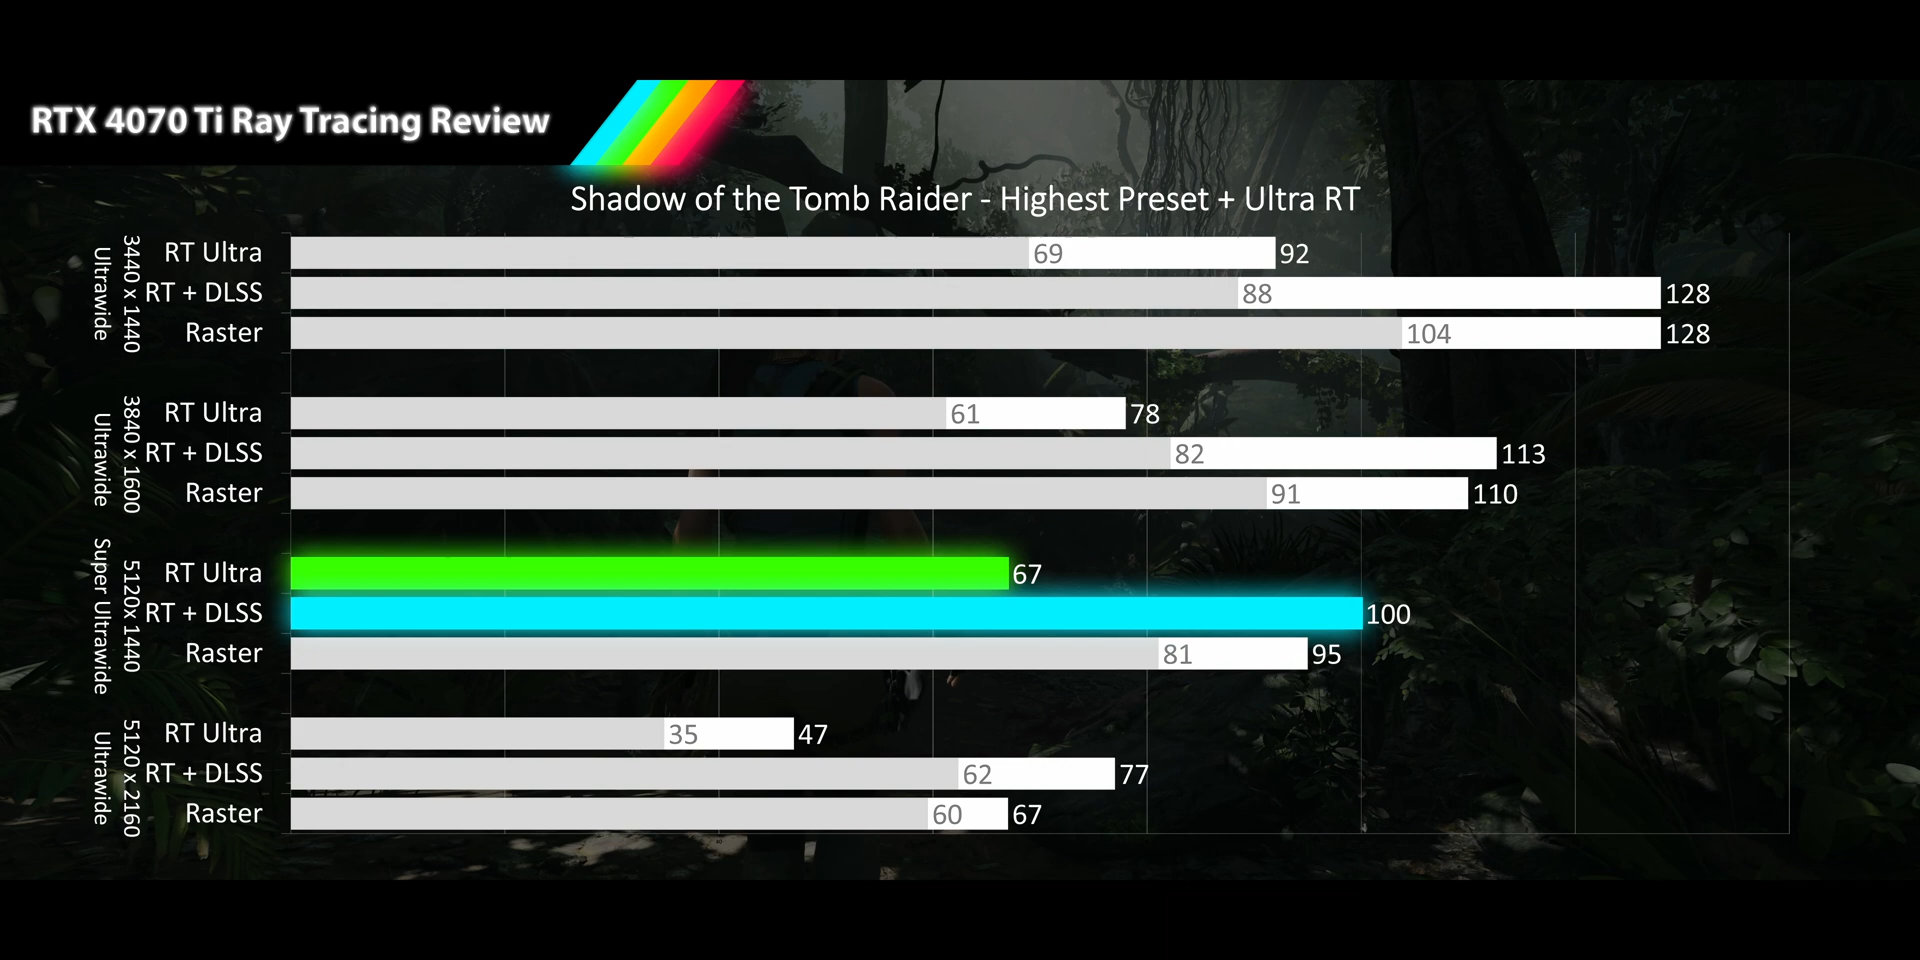 RTX 4070 Ti Ray Tracing Review
Shadow of the Tomb Raider - Highest Preset + Ultra RT
3440 x 1440
Ultrawide
RT Ultra 69 92
RT + DLSS 88 128
Raster 104 128
3840 x 1600
Ultrawide
RT Ultra 61 78
RT + DLSS 82 113
Raster 91 110
5120x 1440
Super Ultrawide
RT Ultra 67
RT + DLSS 100
Raster 81 95
5120 x 2160
Ultrawide
RT Ultra 35 47
RT + DLSS 62 77
Raster 60 67